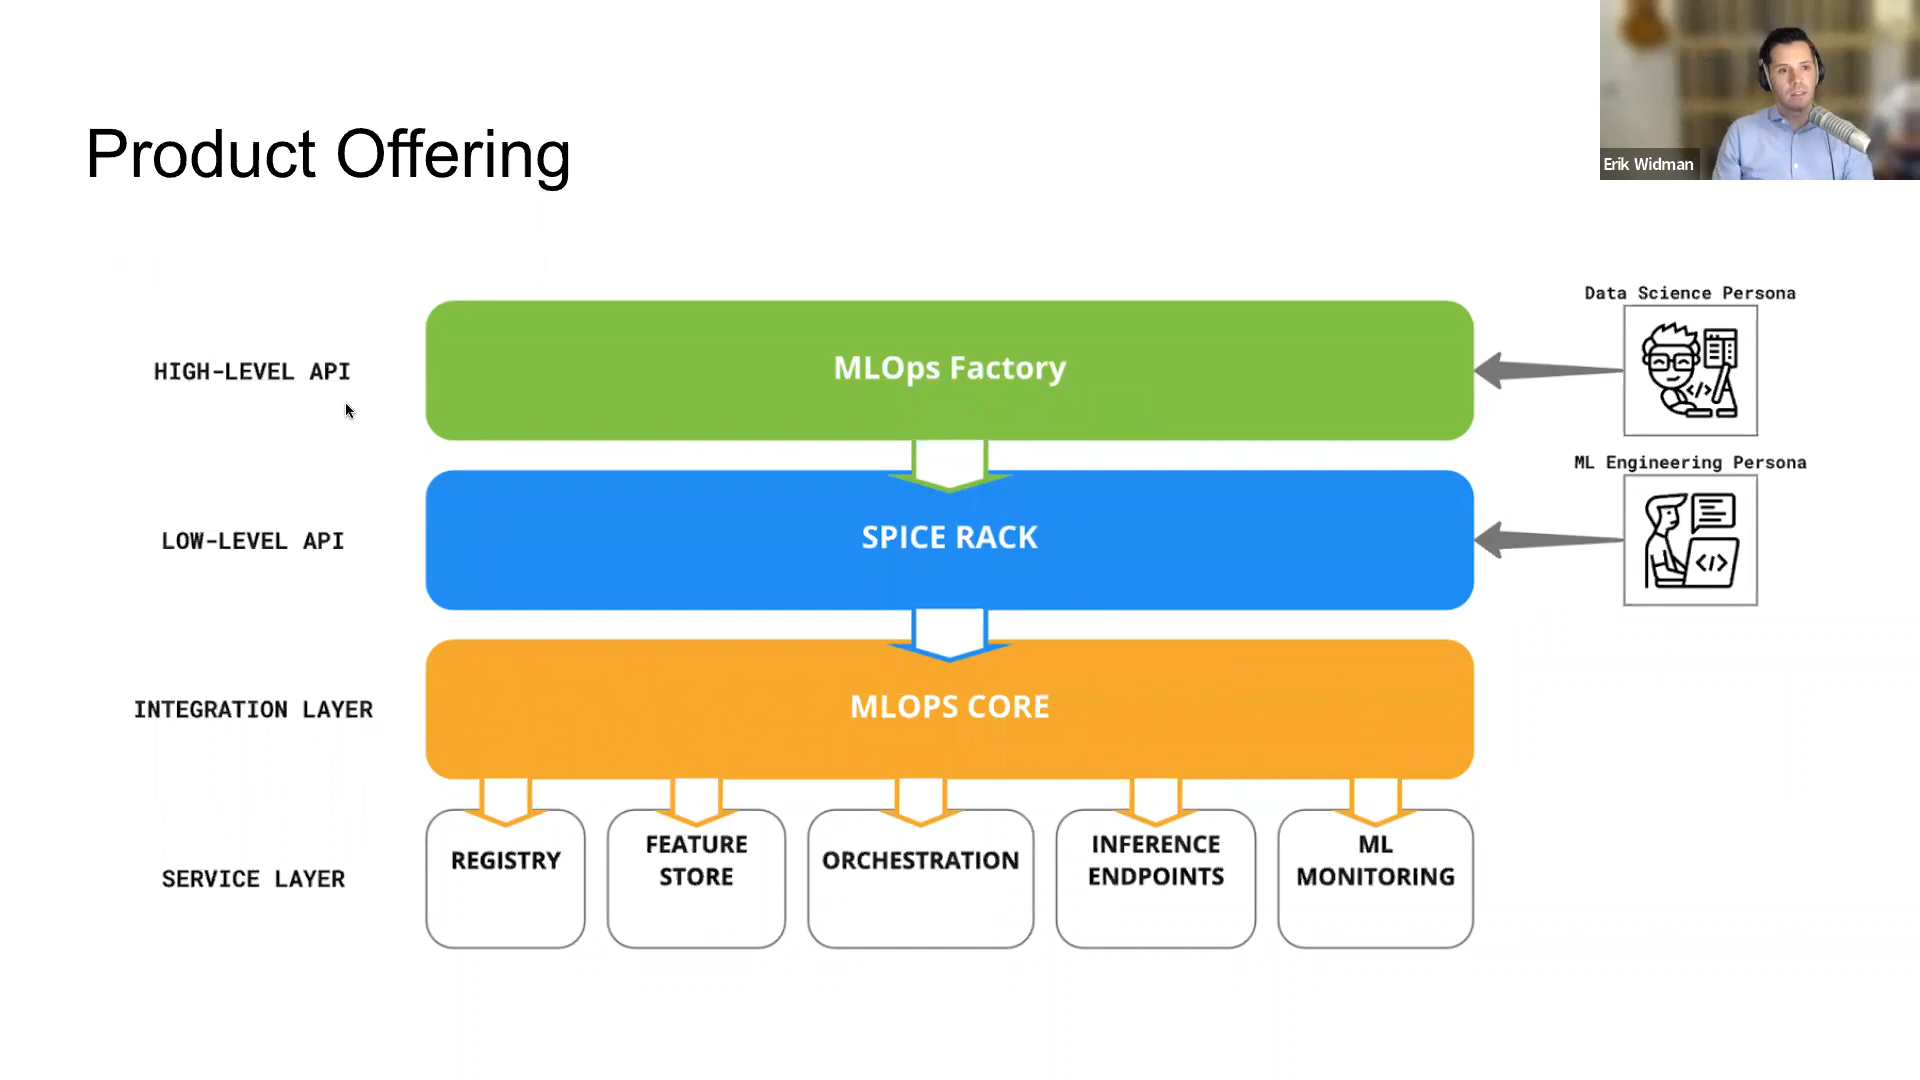 Product Offering
Erik Widman
Data Science Persona
HIGH-LEVEL API
MLOps Factory
ML Engineering Persona
LOW-LEVEL API
SPICE RACK
</>
INTEGRATION LAYER
MLOPS CORE
SERVICE LAYER
REGISTRY
FEATURE
STORE
ORCHESTRATION
INFERENCE
ENDPOINTS
ML
MONITORING